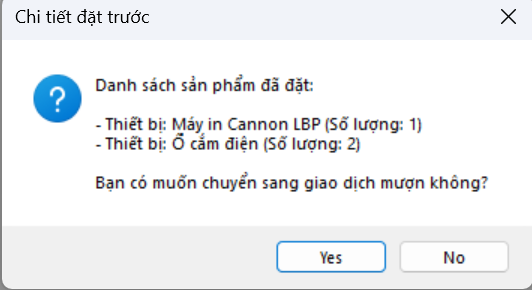 Chi tiết đặt trước
Danh sách sản phẩm đã đặt:
- Thiết bị: Máy in Cannon LBP (Số lượng: 1)
- Thiết bị: Ổ cắm điện (Số lượng: 2)
Bạn có muốn chuyển sang giao dịch mượn không?
Yes
No